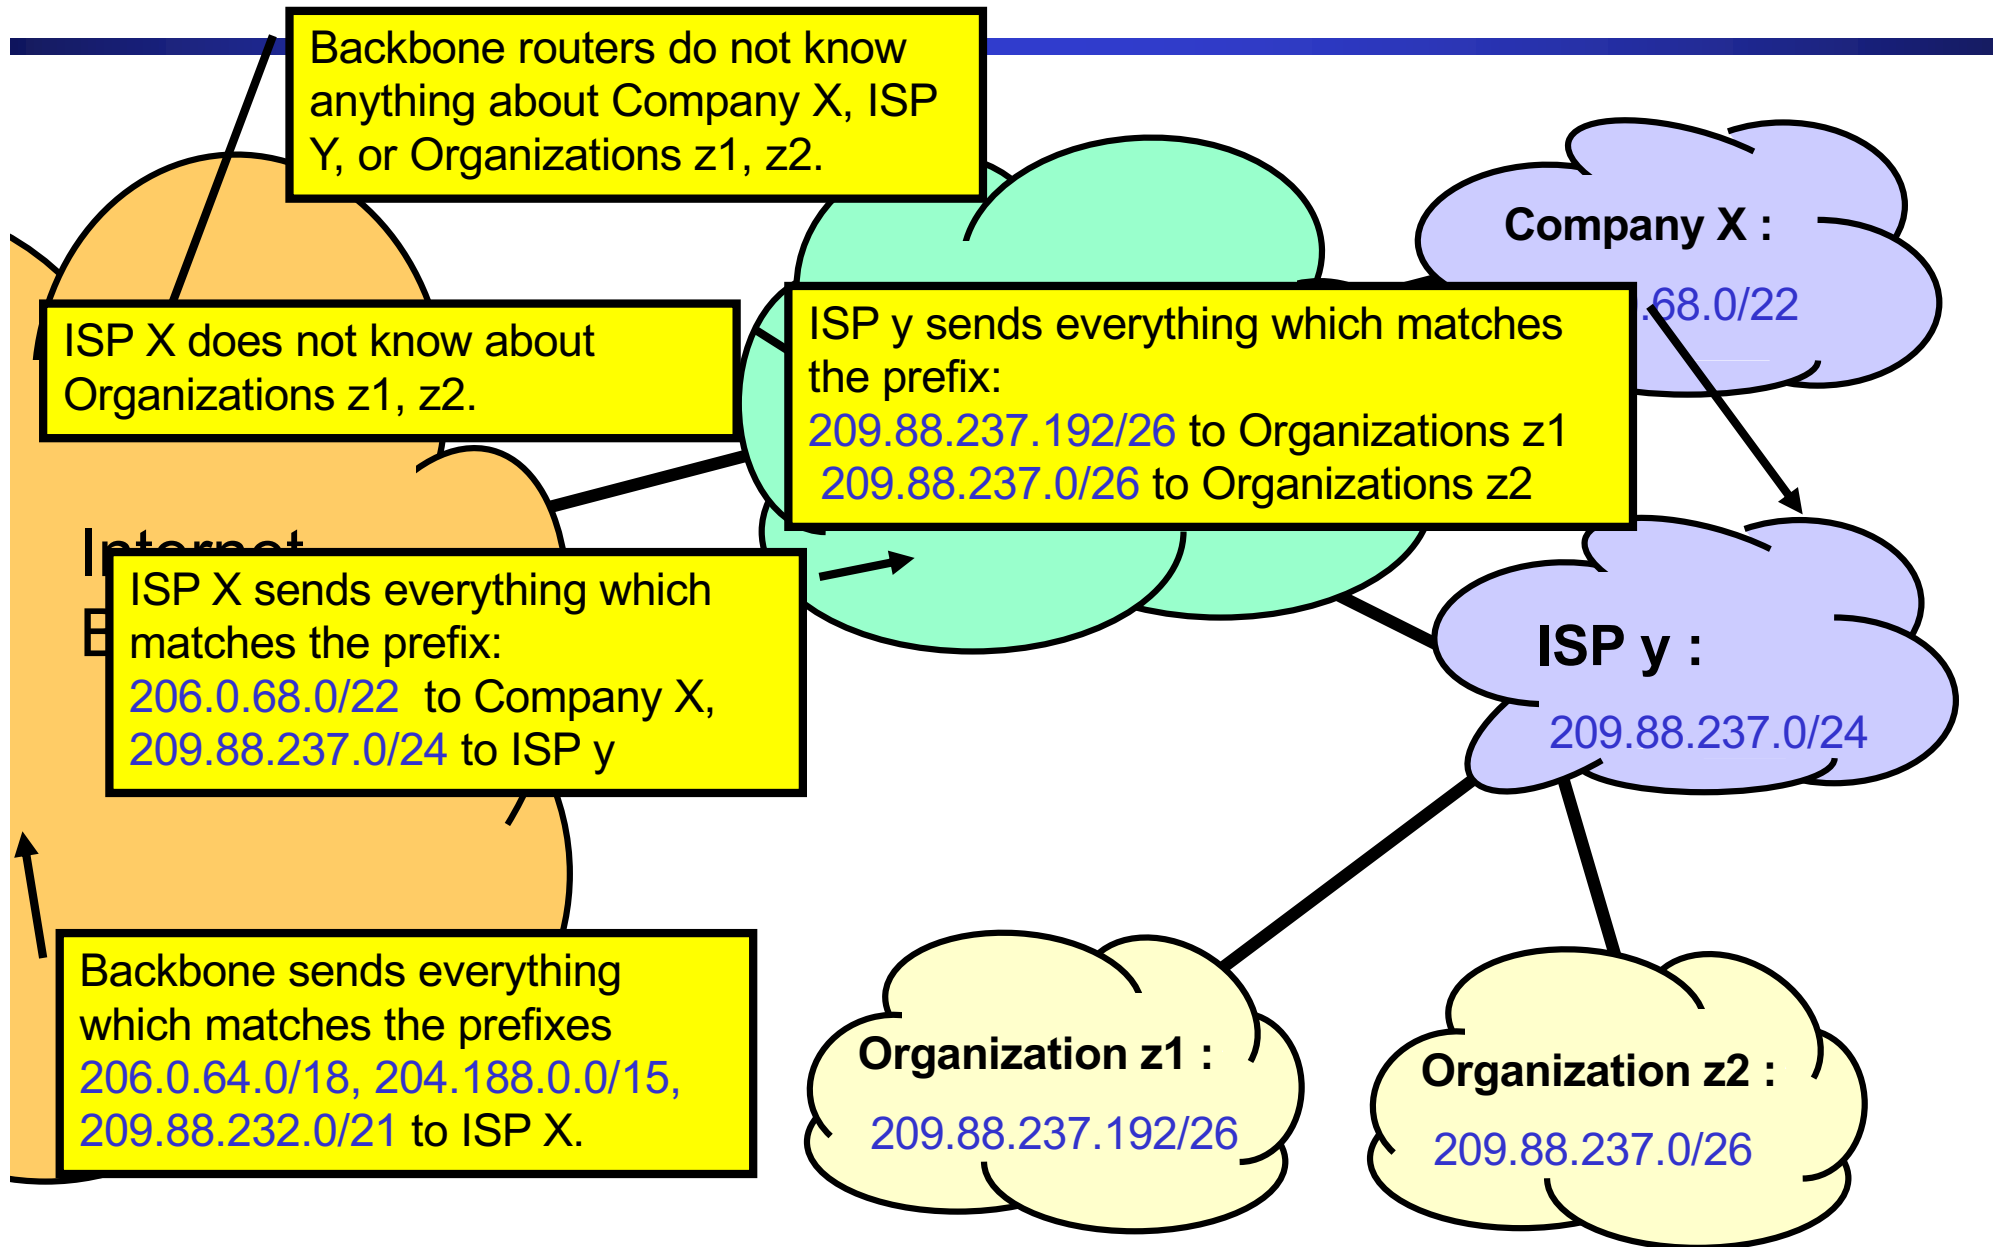 Backbone routers do not know
anything about Company X, ISP
Y, or Organizations z1, z2.
Company X :
.68.0/22
ISP X does not know about
Organizations z1, z2.
ISP y sends everything which matches
the prefix:
209.88.237.192/26 to Organizations z1
209.88.237.0/26 to Organizations z2
Internet
ISP X sends everything which
matches the prefix:
206.0.68.0/22 to Company X,
209.88.237.0/24 to ISP y
ISP y :
209.88.237.0/24
Backbone sends everything
which matches the prefixes
206.0.64.0/18, 204.188.0.0/15,
209.88.232.0/21 to ISP X.
Organization z1 :
209.88.237.192/26
Organization z2 :
209.88.237.0/26